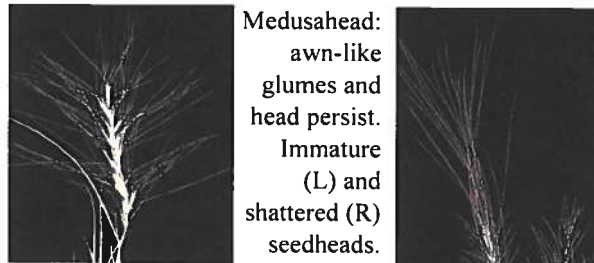 Medusahead:
awn-like
glumes and
head persist.
Immature
(L) and
shattered (R)
seedheads.